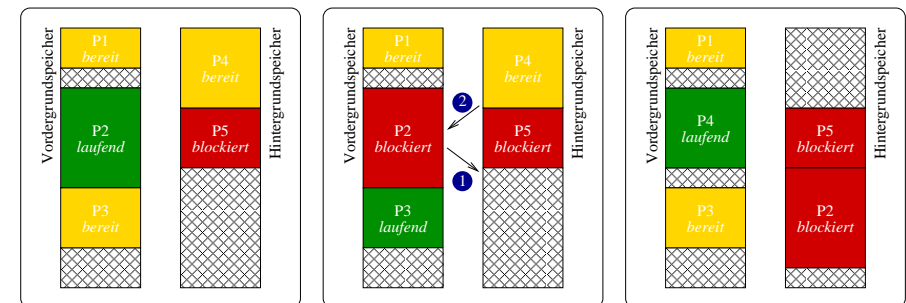 Vordergrundspeicher
P1
bereit
P2
laufend
P3
bereit
P4
bereit
P5
blockiert
Hintergrundspeicher
Vordergrundspeicher
P1
bereit
P2
blockiert
P3
laufend
2
1
P4
bereit
P5
blockiert
Hintergrundspeicher
Vordergrundspeicher
P1
bereit
P4
laufend
P3
bereit
P5
blockiert
P2
blockiert
Hintergrundspeicher